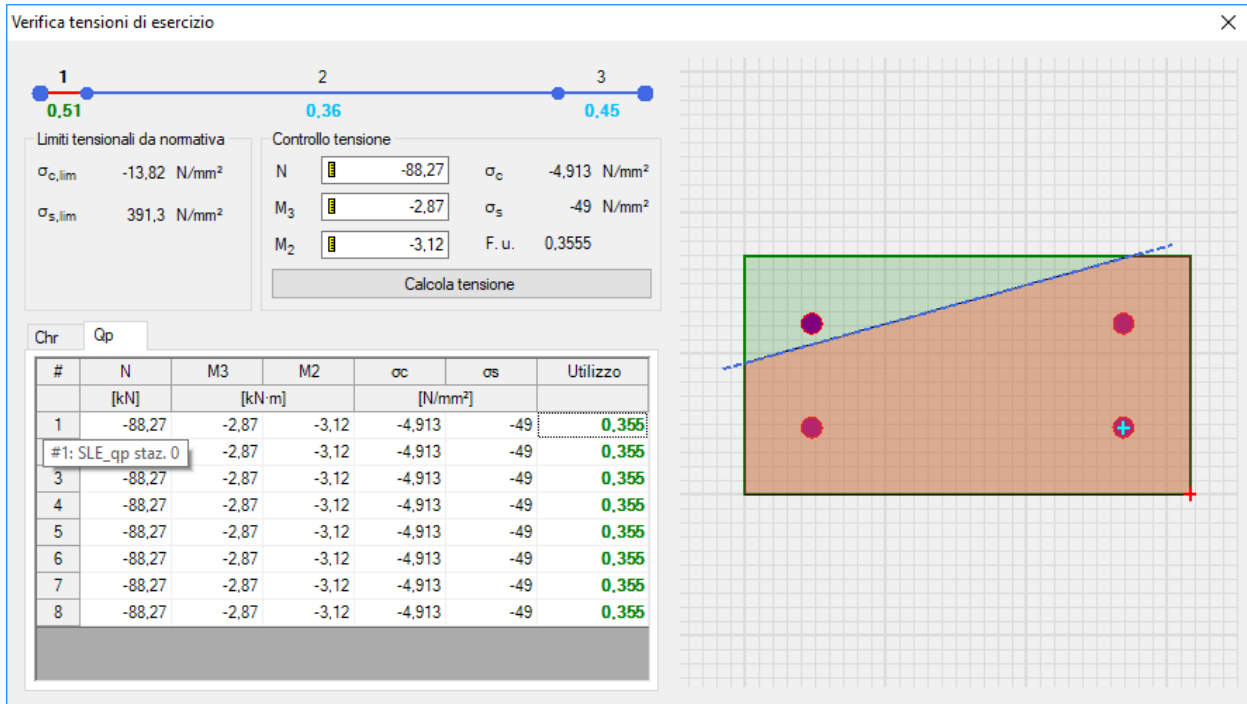 Verifica tensioni di esercizio
1 2 3
0,51 0,36 0,45
Limiti tensionali da normativa
σc,lim -13,82 N/mm²
σs,lim 391,3 N/mm²
Controllo tensione
N -88,27 σc -4,913 N/mm²
M3 -2,87 σs -49 N/mm²
M2 -3,12 F. u. 0,3555
Calcola tensione
Chr Qp
# N M3 M2 σc σs Utilizzo
[kN] [kN·m] [N/mm²]
1 -88,27 -2,87 -3,12 -4,913 -49 0,355
#1: SLE_qp staz. 0 -2,87 -3,12 -4,913 -49 0,355
3 -88,27 -2,87 -3,12 -4,913 -49 0,355
4 -88,27 -2,87 -3,12 -4,913 -49 0,355
5 -88,27 -2,87 -3,12 -4,913 -49 0,355
6 -88,27 -2,87 -3,12 -4,913 -49 0,355
7 -88,27 -2,87 -3,12 -4,913 -49 0,355
8 -88,27 -2,87 -3,12 -4,913 -49 0,355